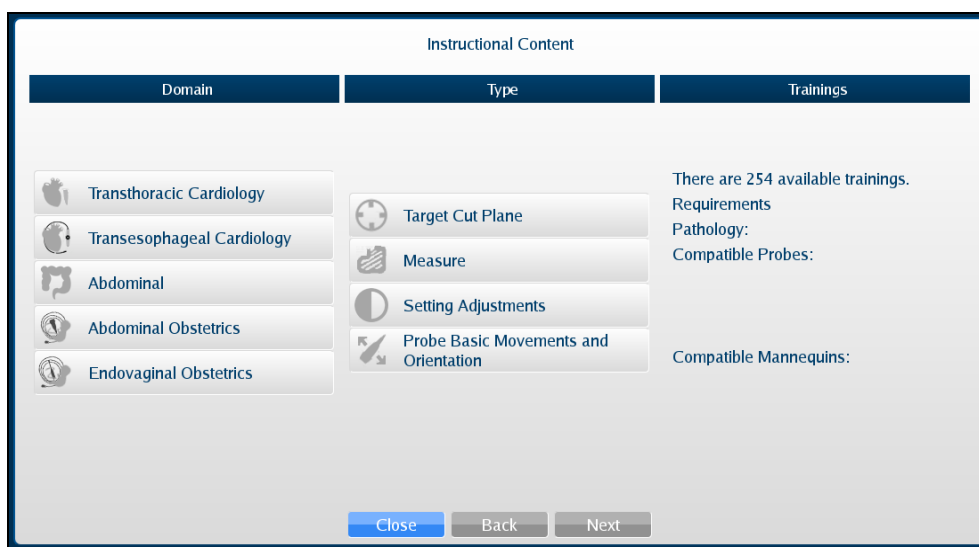 Instructional Content
Domain
Type
Trainings
Transthoracic Cardiology
Transesophageal Cardiology
Abdominal
Abdominal Obstetrics
Endovaginal Obstetrics
Target Cut Plane
Measure
Setting Adjustments
Probe Basic Movements and
Orientation
There are 254 available trainings.
Requirements
Pathology:
Compatible Probes:
Compatible Mannequins:
Close
Back
Next